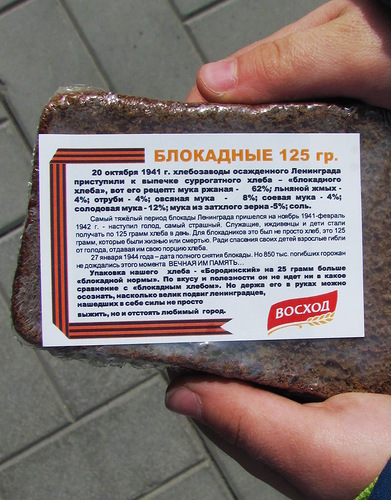 БЛОКАДНЫЕ 125 гр.
20 октября 1941 г. хлебозаводы осажденного Ленинграда
приступили к выпечке суррогатного хлеба – «блокадного
хлеба», вот его рецепт: мука ржаная - 62%; льняной жмых -
4%; отруби - 4%; овсяная мука - 8%; соевая мука - 4%;
солодовая мука -12%; мука из затхлого зерна -5%;соль.
Самый тяжёлый период блокады Ленинграда пришелся на ноябрь 1941-февраль
1942 г. - наступил голод, самый страшный. Служащие, иждивенцы и дети стали
получать по 125 грамм хлеба в день. Для блокадников это был не просто хлеб, это 125
грамм, которые были жизнью или смертью. Ради спасения своих детей взрослые гибли
от голода, отдавая им свою порцию хлеба.
27 января 1944 года – дата полного снятия блокады. Но 850 тыс. погибших горожан
не дождались этого момента ВЕЧНАЯ ИМ ПАМЯТЬ...
Упаковка нашего хлеба - «Бородинский» на 25 грамм больше
«блокадной нормы». По вкусу и полезности он не идет ни в какое
сравнение с «блокадным хлебом». Но держа его в руках можно
осознать, насколько велик подвиг ленинградцев,
нашедших в себе силы не просто
выжить, но и отстоять любимый город.
ВОСХОД